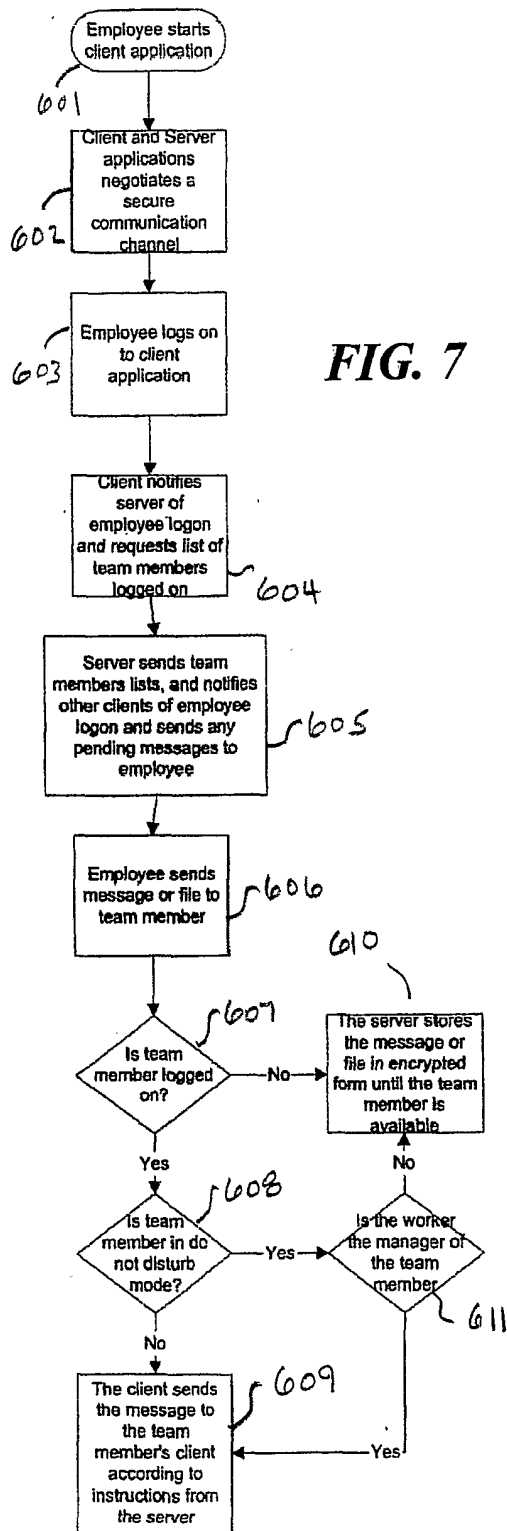 Employee starts
client application
601
Client and Server
applications
negotiates a
secure
communication
channel
602
Employee logs on
to client
application
603
FIG. 7
Client notifies
server of
employee logon
and requests list of
team members
logged on
604
Server sends team
members lists, and notifies
other clients of employee
logon and sends any
pending messages to
employee
605
Employee sends
message or file to
team member
606
610
607
Is team
member logged
on?
No
The server stores
the message or
file in encrypted
form until the team
member is
available
Yes
No
608
Is team
member in do
not disturb
mode?
Yes
Is the worker
the manager of
the team
member
611
No
609
The client sends
the message to
the team
member's client
according to
instructions from
the server
Yes